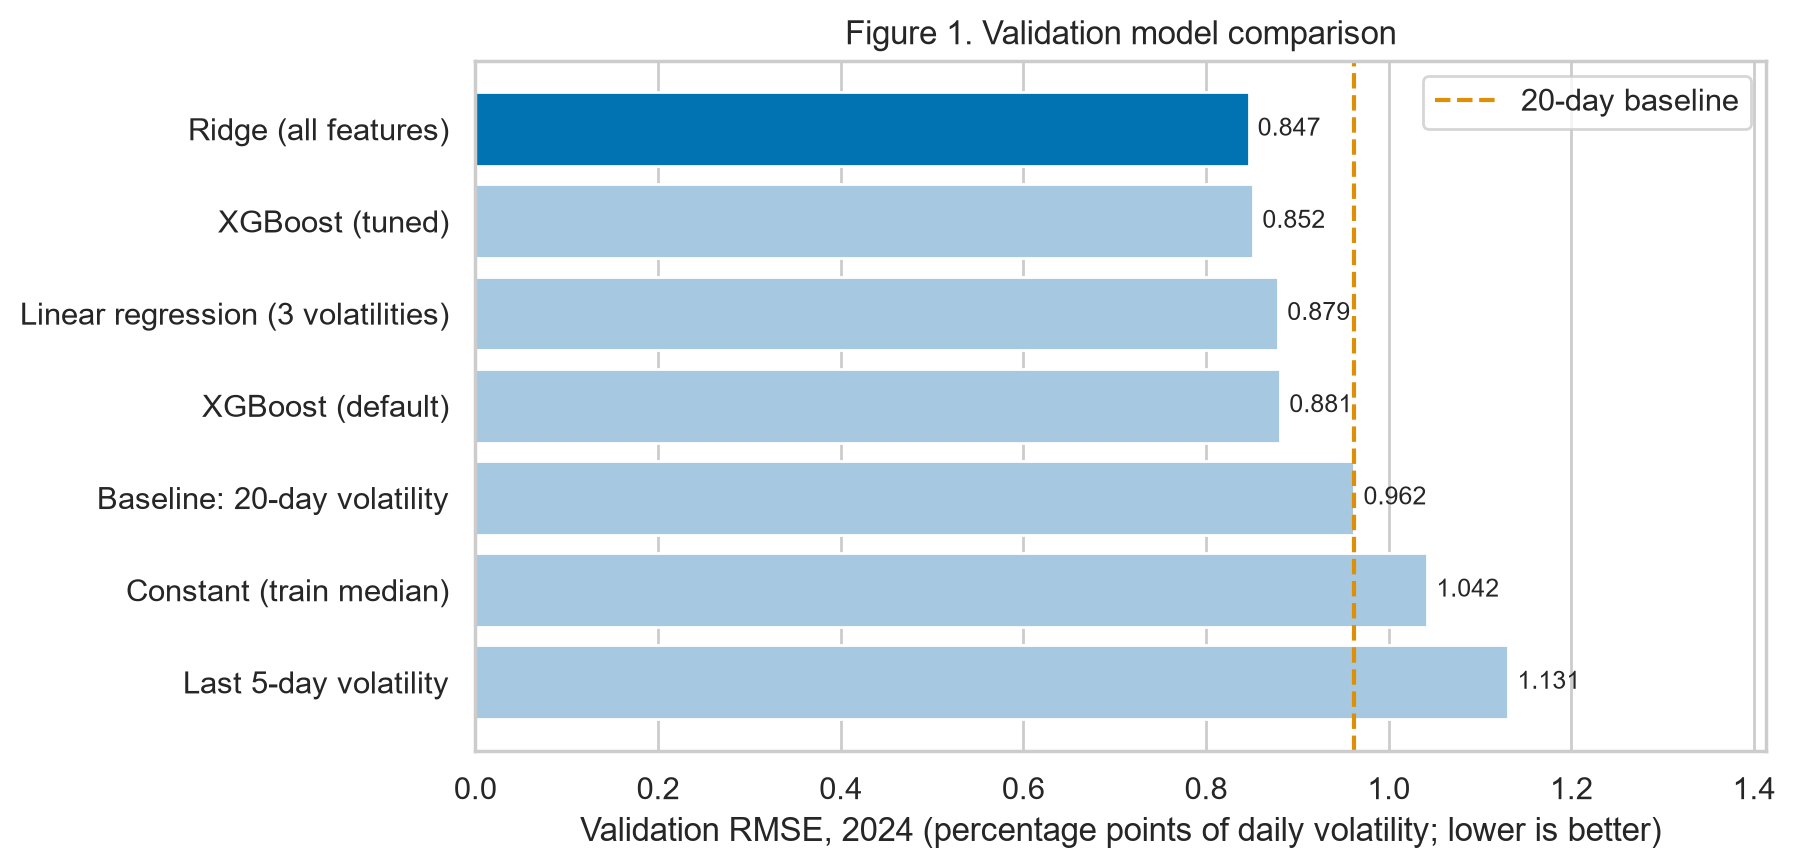 Figure 1. Validation model comparison
20-day baseline
Ridge (all features)
0.847
XGBoost (tuned)
0.852
Linear regression (3 volatilities)
0.879
XGBoost (default)
0.881
Baseline: 20-day volatility
0.962
Constant (train median)
1.042
Last 5-day volatility
1.131
0.0 0.2 0.4 0.6 0.8 1.0 1.2 1.4
Validation RMSE, 2024 (percentage points of daily volatility; lower is better)